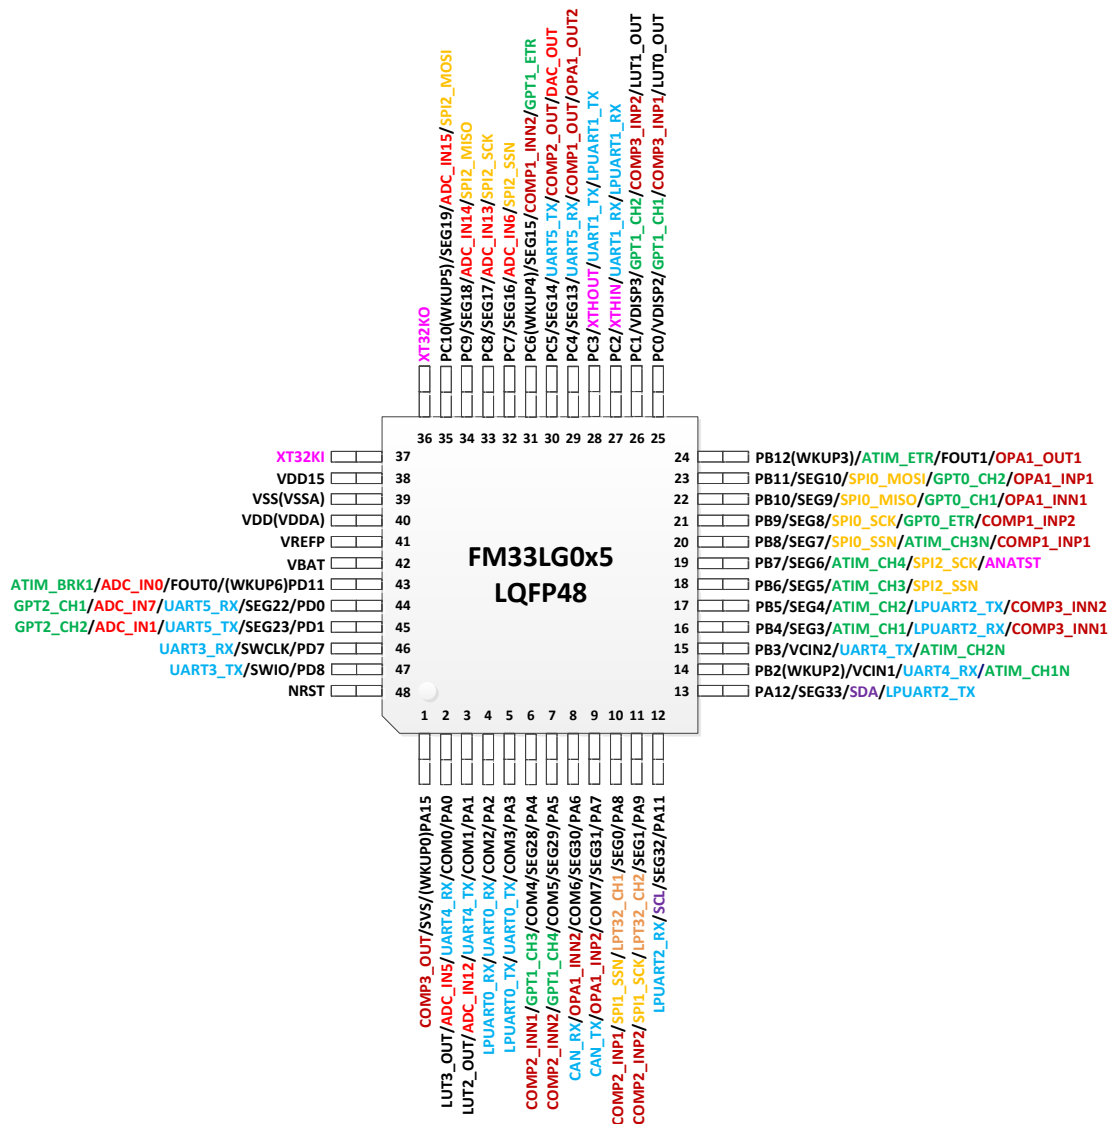 XT32KO
PC10(WKUP5)/SEG19/ADC_IN15/SPI2_MOSI
PC9/SEG18/ADC_IN14/SPI2_MISO
PC8/SEG17/ADC_IN13/SPI2_SCK
PC7/SEG16/ADC_IN6/SPI2_SSN
PC6(WKUP4)/SEG15/COMP1_INN2/GPT1_ETR
PC5/SEG14/UART5_TX/COMP2_OUT/DAC_OUT
PC4/SEG13/UART5_RX/COMP1_OUT/OPA1_OUT2
PC3/XTHOUT/UART1_TX/LPUART1_TX
PC2/XTHIN/UART1_RX/LPUART1_RX
PC1/VDISP3/GPT1_CH2/COMP3_INP2/LUT1_OUT
PC0/VDISP2/GPT1_CH1/COMP3_INP1/LUT0_OUT
36 35 34 33 32 31 30 29 28 27 26 25
XT32KI 37
VDD15 38
VSS(VSSA) 39
VDD(VDDA) 40
VREFP 41
VBAT 42
ATIM_BRK1/ADC_IN0/FOUT0/(WKUP6)PD11 43
GPT2_CH1/ADC_IN7/UART5_RX/SEG22/PD0 44
GPT2_CH2/ADC_IN1/UART5_TX/SEG23/PD1 45
UART3_RX/SWCLK/PD7 46
UART3_TX/SWIO/PD8 47
NRST 48
FM33LG0x5
LQFP48
24 PB12(WKUP3)/ATIM_ETR/FOUT1/OPA1_OUT1
23 PB11/SEG10/SPI0_MOSI/GPT0_CH2/OPA1_INP1
22 PB10/SEG9/SPI0_MISO/GPT0_CH1/OPA1_INN1
21 PB9/SEG8/SPI0_SCK/GPT0_ETR/COMP1_INP2
20 PB8/SEG7/SPI0_SSN/ATIM_CH3N/COMP1_INP1
19 PB7/SEG6/ATIM_CH4/SPI2_SCK/ANATST
18 PB6/SEG5/ATIM_CH3/SPI2_SSN
17 PB5/SEG4/ATIM_CH2/LPUART2_TX/COMP3_INN2
16 PB4/SEG3/ATIM_CH1/LPUART2_RX/COMP3_INN1
15 PB3/VCIN2/UART4_TX/ATIM_CH2N
14 PB2(WKUP2)/VCIN1/UART4_RX/ATIM_CH1N
13 PA12/SEG33/SDA/LPUART2_TX
1 2 3 4 5 6 7 8 9 10 11 12
COMP3_OUT/SVS/(WKUP0)PA15
LUT3_OUT/ADC_IN5/UART4_RX/COM0/PA0
LUT2_OUT/ADC_IN12/UART4_TX/COM1/PA1
LPUART0_RX/UART0_RX/COM2/PA2
LPUART0_TX/UART0_TX/COM3/PA3
COMP2_INN1/GPT1_CH3/COM4/SEG28/PA4
COMP2_INN2/GPT1_CH4/COM5/SEG29/PA5
CAN_RX/OPA1_INN2/COM6/SEG30/PA6
CAN_TX/OPA1_INP2/COM7/SEG31/PA7
COMP2_INP1/SPI1_SSN/LPT32_CH1/SEG0/PA8
COMP2_INP2/SPI1_SCK/LPT32_CH2/SEG1/PA9
LPUART2_RX/SCL/SEG32/PA11